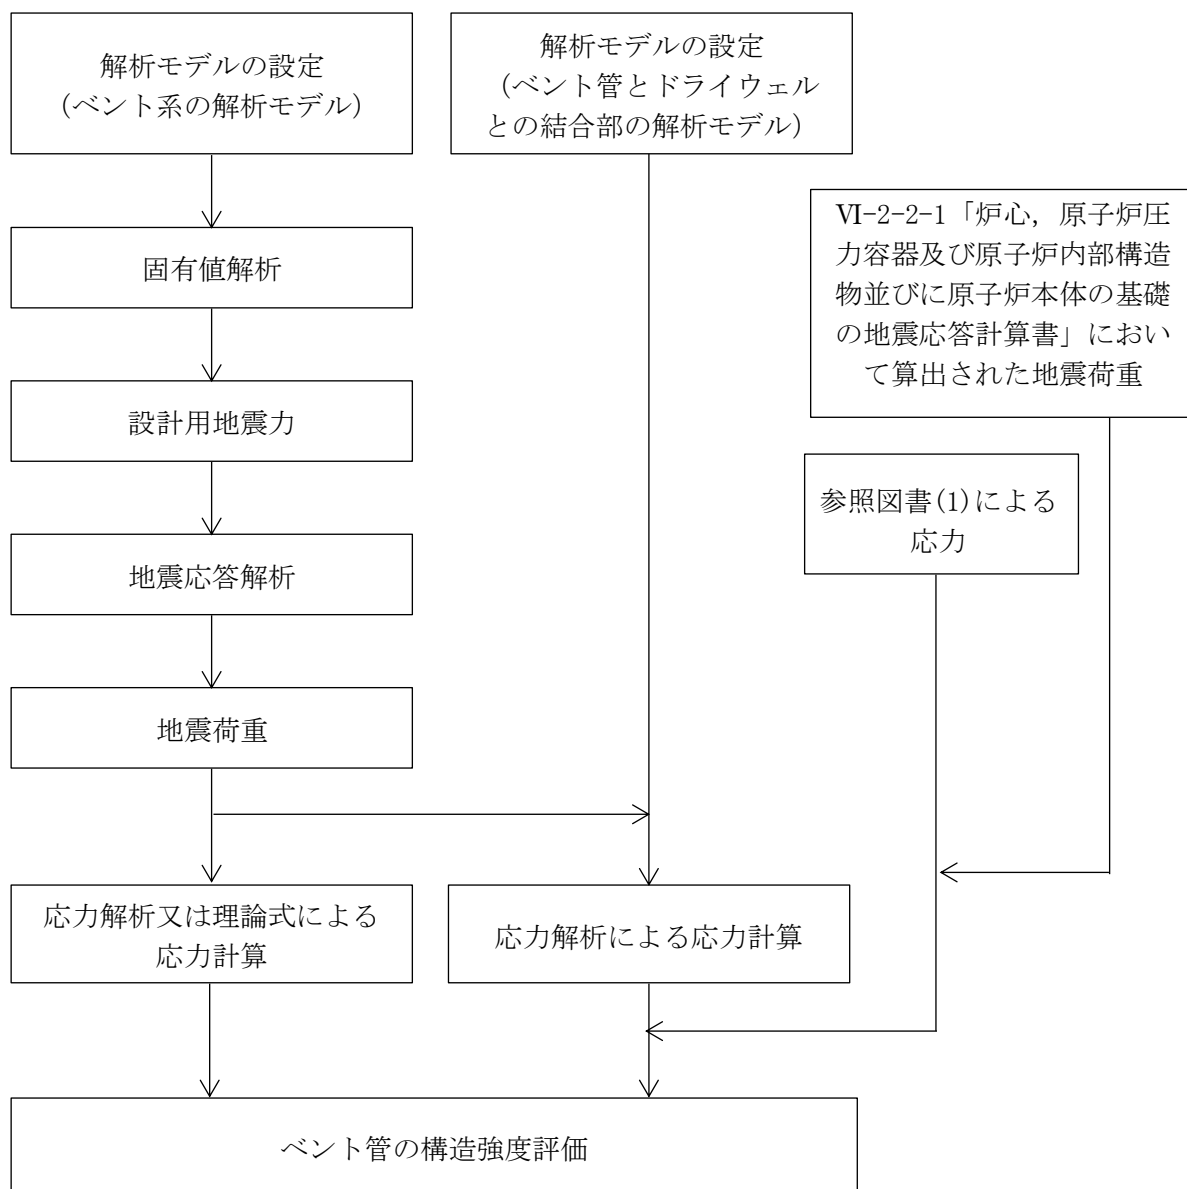 解析モデルの設定
(ベント系の解析モデル)
解析モデルの設定
(ベント管とドライウェル
との結合部の解析モデル)
固有値解析
設計用地震力
地震応答解析
地震荷重
Ⅵ-2-2-1「炉心，原子炉圧
力容器及び原子炉内部構造
物並びに原子炉本体の基礎
の地震応答計算書」におい
て算出された地震荷重
参照図書(1)による
応力
応力解析又は理論式による
応力計算
応力解析による応力計算
ベント管の構造強度評価